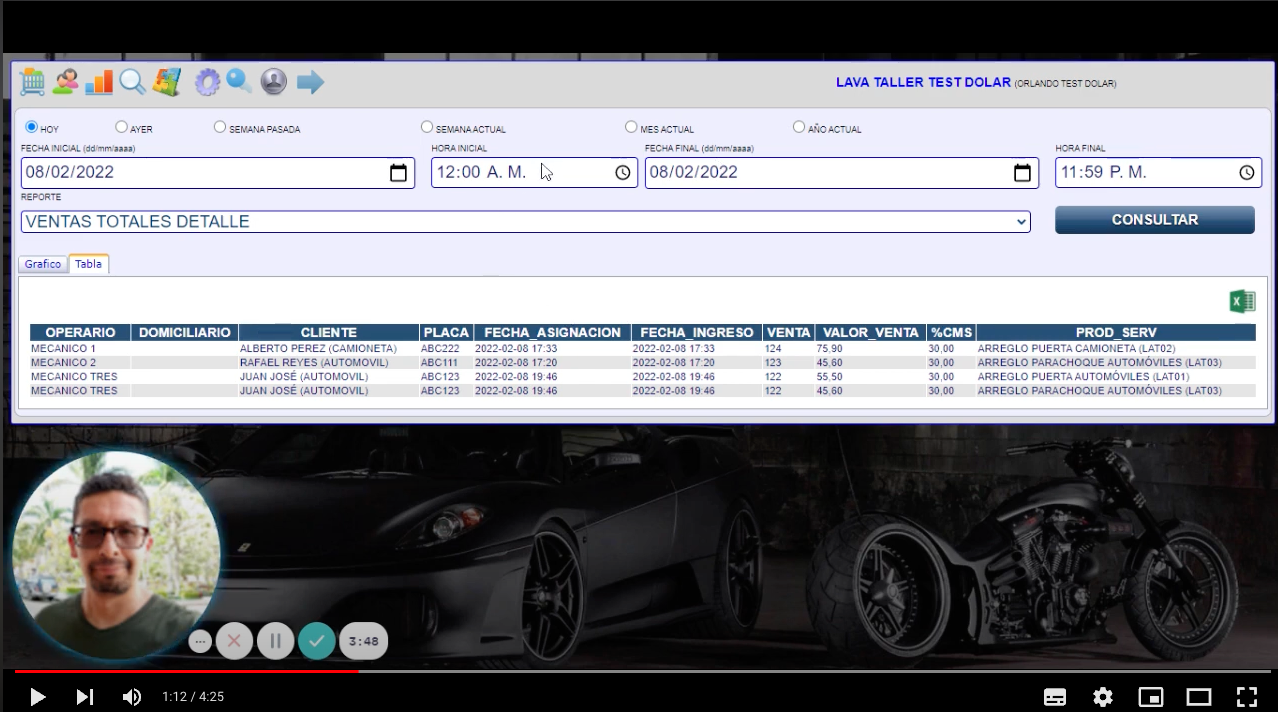 LAVA TALLER TEST DOLAR (ORLANDO TEST DOLAR)
HOY AYER SEMANA PASADA SEMANA ACTUAL MES ACTUAL AÑO ACTUAL
FECHA INICIAL (dd/mm/aaaa) HORA INICIAL FECHA FINAL (dd/mm/aaaa) HORA FINAL
08/02/2022 12:00 A. M. 08/02/2022 11:59 P. M.
REPORTE
VENTAS TOTALES DETALLE CONSULTAR
Grafico Tabla
OPERARIO DOMICILIARIO CLIENTE PLACA FECHA_ASIGNACION FECHA_INGRESO VENTA VALOR_VENTA %CMS PROD_SERV
MECANICO 1 ALBERTO PEREZ (CAMIONETA) ABC222 2022-02-08 17:33 2022-02-08 17:33 124 75,90 30,00 ARREGLO PUERTA CAMIONETA (LAT02)
MECANICO 2 RAFAEL REYES (AUTOMOVIL) ABC111 2022-02-08 17:20 2022-02-08 17:20 123 45,60 30,00 ARREGLO PARACHOQUE AUTOMÓVILES (LAT03)
MECANICO TRES JUAN JOSÉ (AUTOMOVIL) ABC123 2022-02-08 19:46 2022-02-08 19:46 122 55,50 30,00 ARREGLO PUERTA AUTOMÓVILES (LAT01)
MECANICO TRES JUAN JOSÉ (AUTOMOVIL) ABC123 2022-02-08 19:46 2022-02-08 19:46 122 45,60 30,00 ARREGLO PARACHOQUE AUTOMÓVILES (LAT03)
3:48
1:12 / 4:25